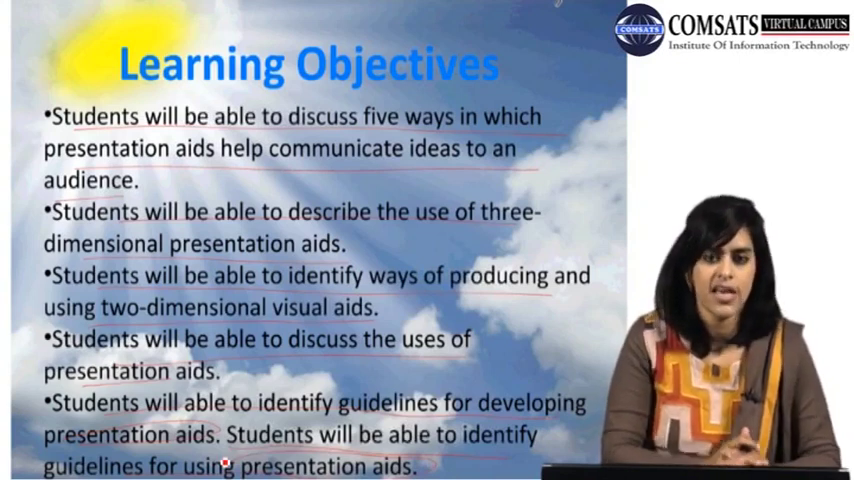 Learning Objectives
•Students will be able to discuss five ways in which
presentation aids help communicate ideas to an
audience.
•Students will be able to describe the use of three-
dimensional presentation aids.
•Students will be able to identify ways of producing and
using two-dimensional visual aids.
•Students will be able to discuss the uses of
presentation aids.
•Students will able to identify guidelines for developing
presentation aids. Students will be able to identify
guidelines for using presentation aids.
COMSATS
COMSATS VIRTUAL CAMPUS
Institute Of Information Technology